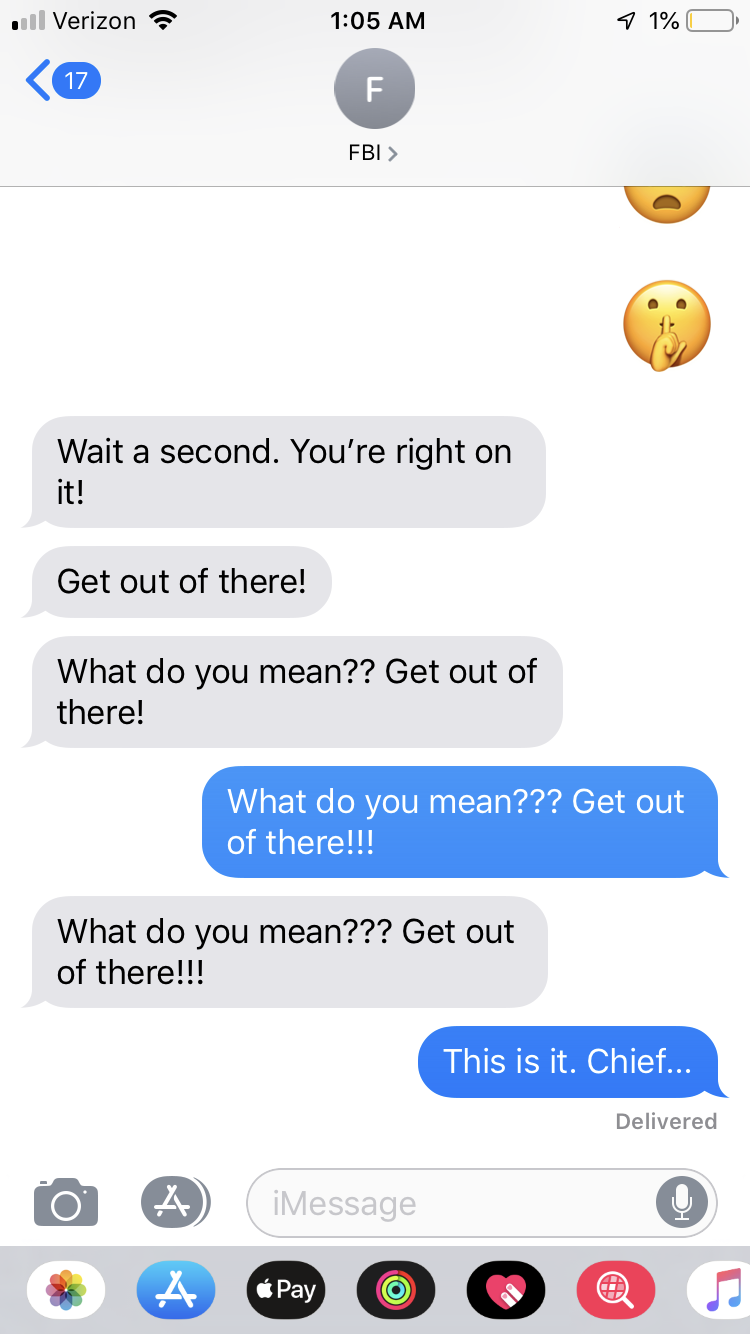 Verizon 1:05 AM 1%
17
F
FBI
Wait a second. You’re right on
it!
Get out of there!
What do you mean?? Get out of
there!
What do you mean??? Get out
of there!!!
What do you mean??? Get out
of there!!!
This is it. Chief...
Delivered
iMessage
Pay